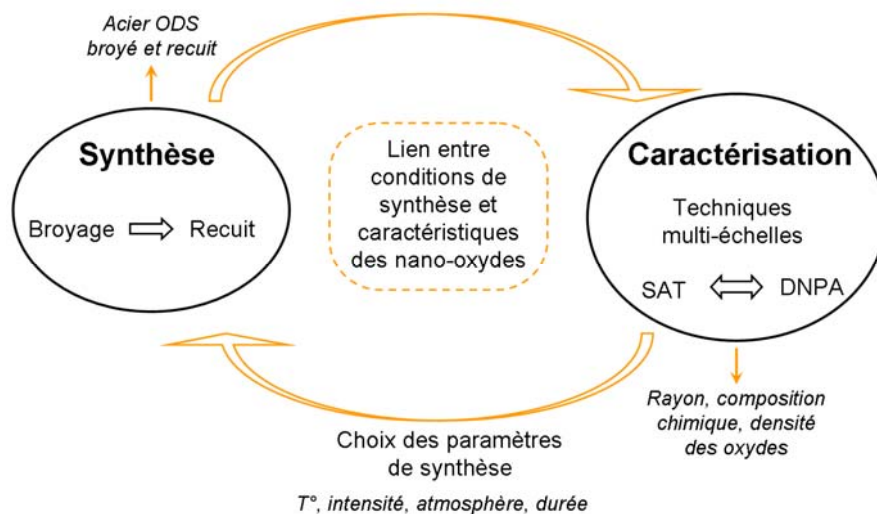 Acier ODS
broyé et recuit
Synthèse
Broyage
Recuit
Lien entre
conditions de
synthèse et
caractéristiques
des nano-oxydes
Caractérisation
Techniques
multi-échelles
SAT
DNPA
Rayon, composition
chimique, densité
des oxydes
Choix des paramètres
de synthèse
T°, intensité, atmosphère, durée